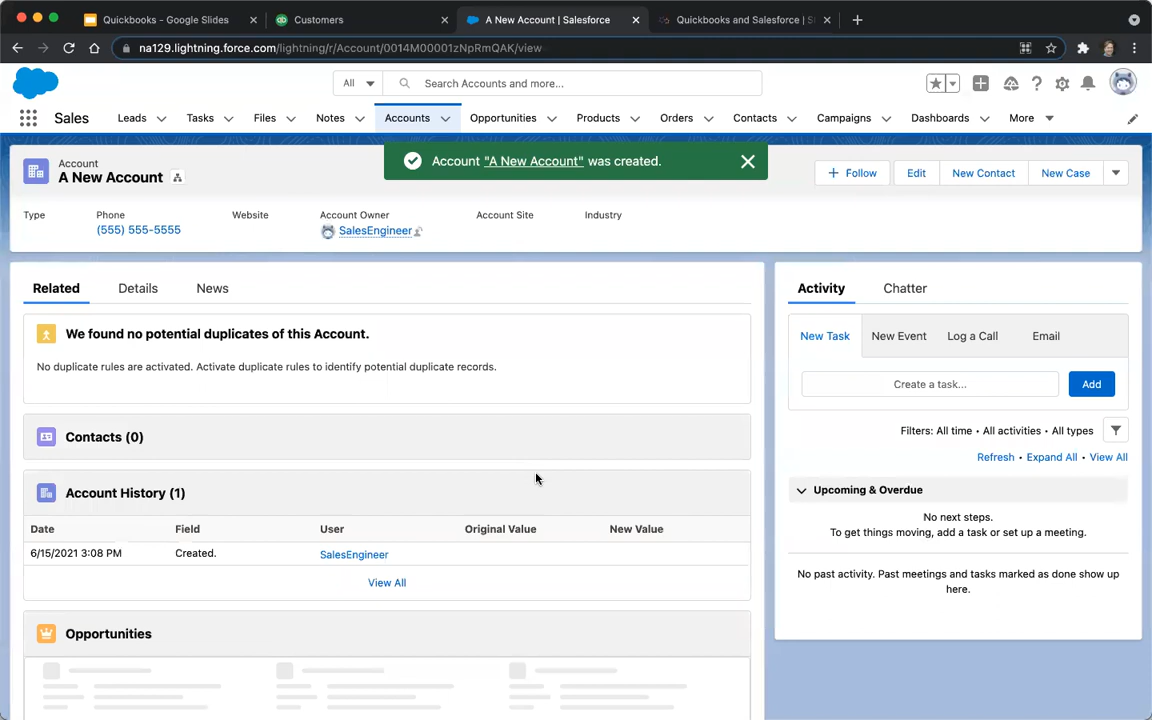 Quickbooks - Google Slides
Customers
A New Account | Salesforce
Quickbooks and Salesforce |
na129.lightning.force.com/lightning/r/Account/0014M00001zNpRmQAK/view
All
Search Accounts and more...
Sales
Leads
Tasks
Files
Notes
Accounts
Opportunities
Products
Orders
Contacts
Campaigns
Dashboards
More
Account "A New Account" was created.
Account
A New Account
Follow
Edit
New Contact
New Case
Type
Phone
Website
Account Owner
Account Site
Industry
(555) 555-5555
SalesEngineer
Related
Details
News
We found no potential duplicates of this Account.
No duplicate rules are activated. Activate duplicate rules to identify potential duplicate records.
Contacts (0)
Account History (1)
Date
Field
User
Original Value
New Value
6/15/2021 3:08 PM
Created.
SalesEngineer
View All
Opportunities
Activity
Chatter
New Task
New Event
Log a Call
Email
Create a task...
Add
Filters: All time • All activities • All types
Refresh • Expand All • View All
Upcoming & Overdue
No next steps.
To get things moving, add a task or set up a meeting.
No past activity. Past meetings and tasks marked as done show up
here.